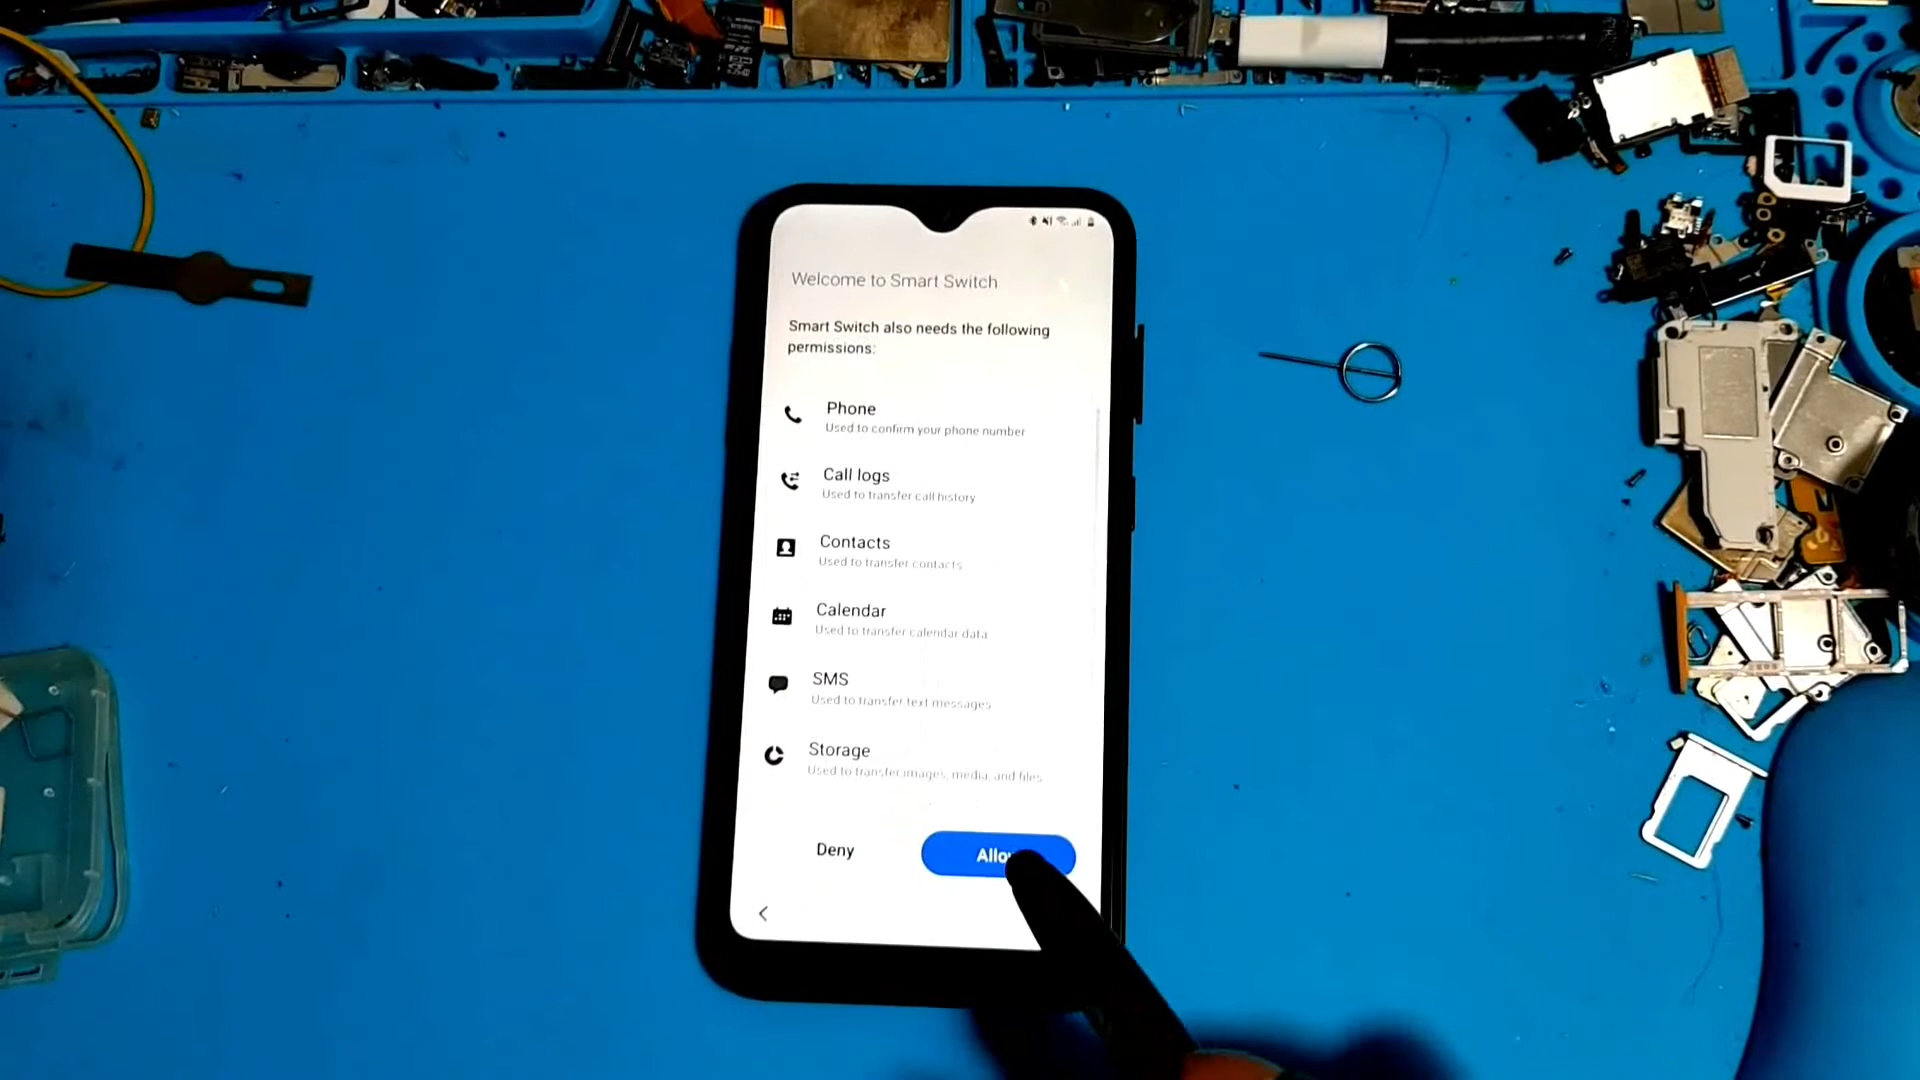 Welcome to Smart Switch
Smart Switch also needs the following
permissions:
Phone
Used to confirm your phone number
Call logs
Used to transfer call history
Contacts
Used to transfer contacts
Calendar
Used to transfer calendar data
SMS
Used to transfer text messages
Storage
Used to transfer images, media, and files
Deny
Allo